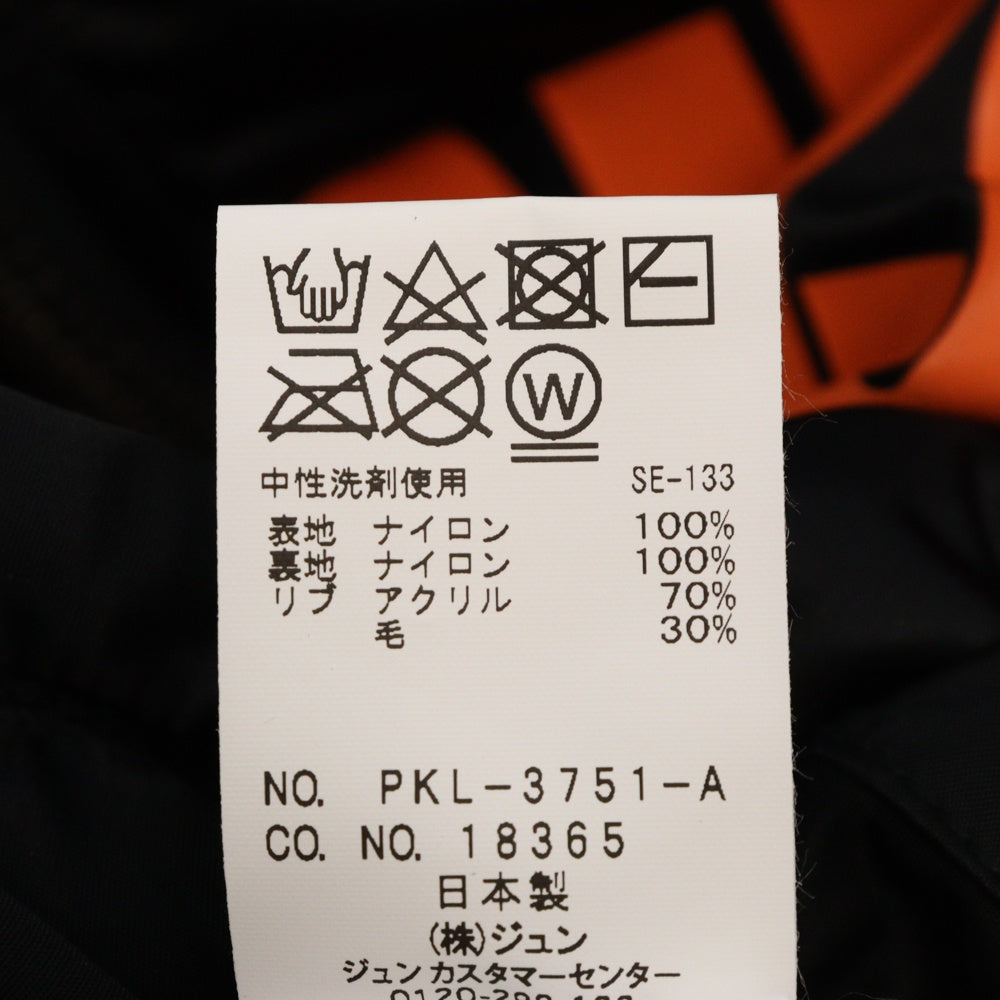 W
中性洗剤使用 SE-133
表地 ナイロン 100%
裏地 ナイロン 100%
リブ アクリル 70%
毛 30%
NO. PKL-3751-A
CO. NO. 18365
日本製
(株)ジュン
ジュンカスタマーセンター